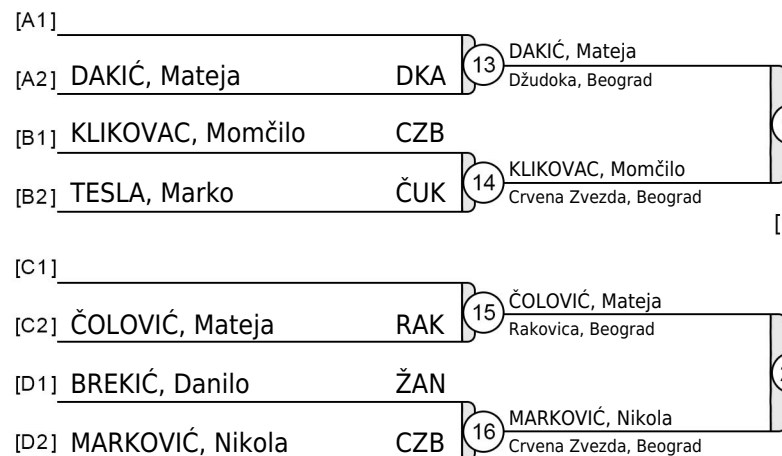 [A1]
[A2] DAKIĆ, Mateja DKA
13
DAKIĆ, Mateja
Džudoka, Beograd
[B1] KLIKOVAC, Momčilo CZB
[B2] TESLA, Marko ČUK
14
KLIKOVAC, Momčilo
Crvena Zvezda, Beograd
[C1]
[C2] ČOLOVIĆ, Mateja RAK
15
ČOLOVIĆ, Mateja
Rakovica, Beograd
[D1] BREKIĆ, Danilo ŽAN
[D2] MARKOVIĆ, Nikola CZB
16
MARKOVIĆ, Nikola
Crvena Zvezda, Beograd